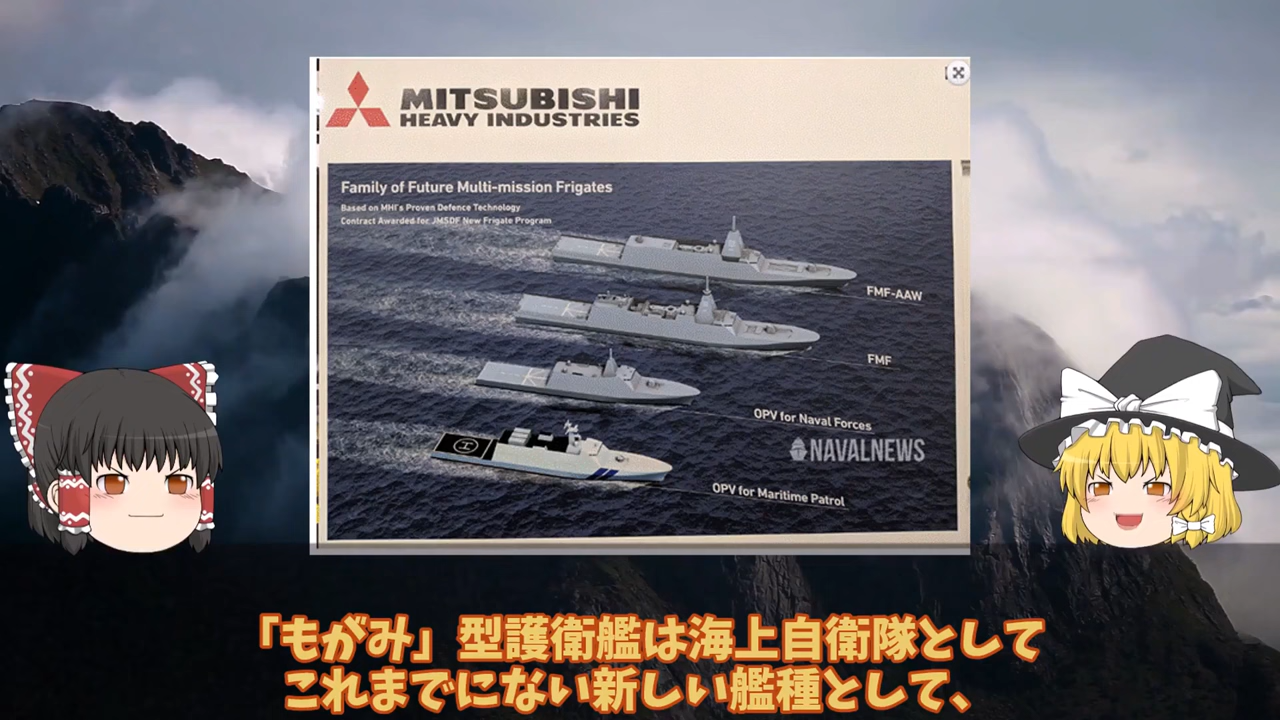 MITSUBISHI
HEAVY INDUSTRIES
Family of Future Multi-mission Frigates
Based on MHI's Proven Defence Technology
Contract Awarded for JMSDF New Frigate Program
FMF-AAW
FMF
OPV for Naval Forces
NAVALNEWS
OPV for Maritime Patrol
「もがみ」型護衛艦は海上自衛隊として
これまでにない新しい艦種として、